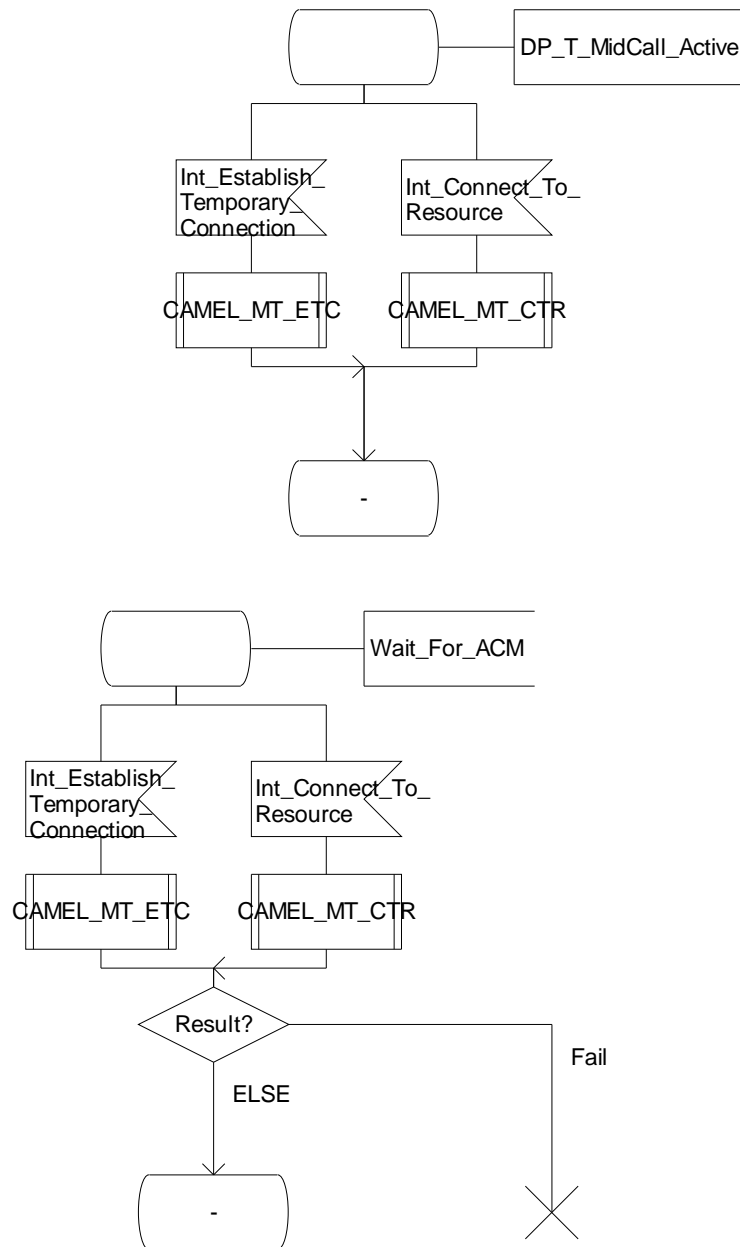 DP_T_MidCall_Active
Int_Establish_
Temporary_
Connection
Int_Connect_To_
Resource
CAMEL_MT_ETC
CAMEL_MT_CTR
-
Wait_For_ACM
Int_Establish_
Temporary_
Connection
Int_Connect_To_
Resource
CAMEL_MT_ETC
CAMEL_MT_CTR
Result?
Fail
ELSE
-